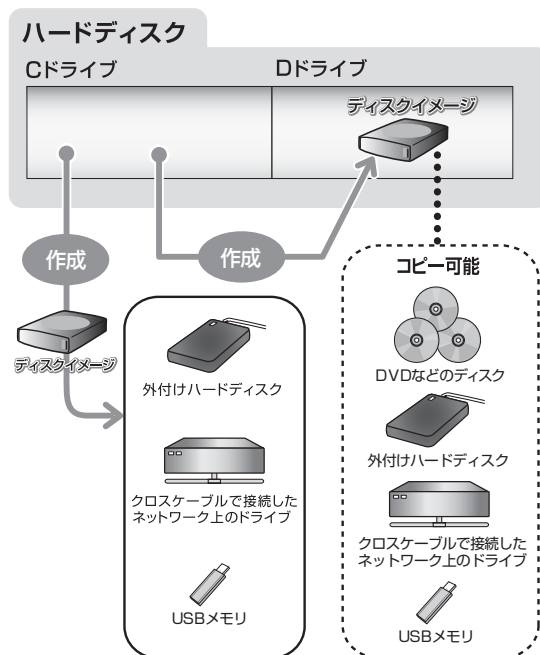 ハードディスク
Cドライブ
Dドライブ
ディスクイメージ
作成
作成
コピー可能
ディスクイメージ
外付けハードディスク
クロスケーブルで接続した
ネットワーク上のドライブ
USBメモリ
DVDなどのディスク
外付けハードディスク
クロスケーブルで接続した
ネットワーク上のドライブ
USBメモリ